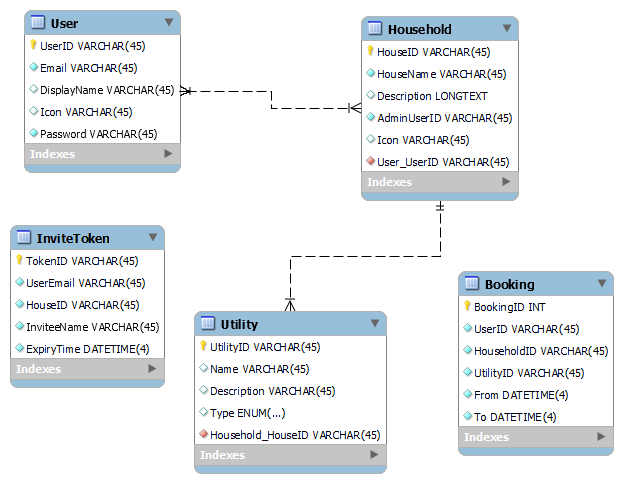 User
UserID VARCHAR(45)
Email VARCHAR(45)
DisplayName VARCHAR(45)
Icon VARCHAR(45)
Password VARCHAR(45)
Indexes
Household
HouseID VARCHAR(45)
HouseName VARCHAR(45)
Description LONGTEXT
AdminUserID VARCHAR(45)
Icon VARCHAR(45)
User_UserID VARCHAR(45)
Indexes
InviteToken
TokenID VARCHAR(45)
UserEmail VARCHAR(45)
HouseID VARCHAR(45)
InviteeName VARCHAR(45)
ExpiryTime DATETIME(4)
Indexes
Utility
UtilityID VARCHAR(45)
Name VARCHAR(45)
Description VARCHAR(45)
Type ENUM(...)
Household_HouseID VARCHAR(45)
Indexes
Booking
BookingID INT
UserID VARCHAR(45)
HouseholdID VARCHAR(45)
UtilityID VARCHAR(45)
From DATETIME(4)
To DATETIME(4)
Indexes